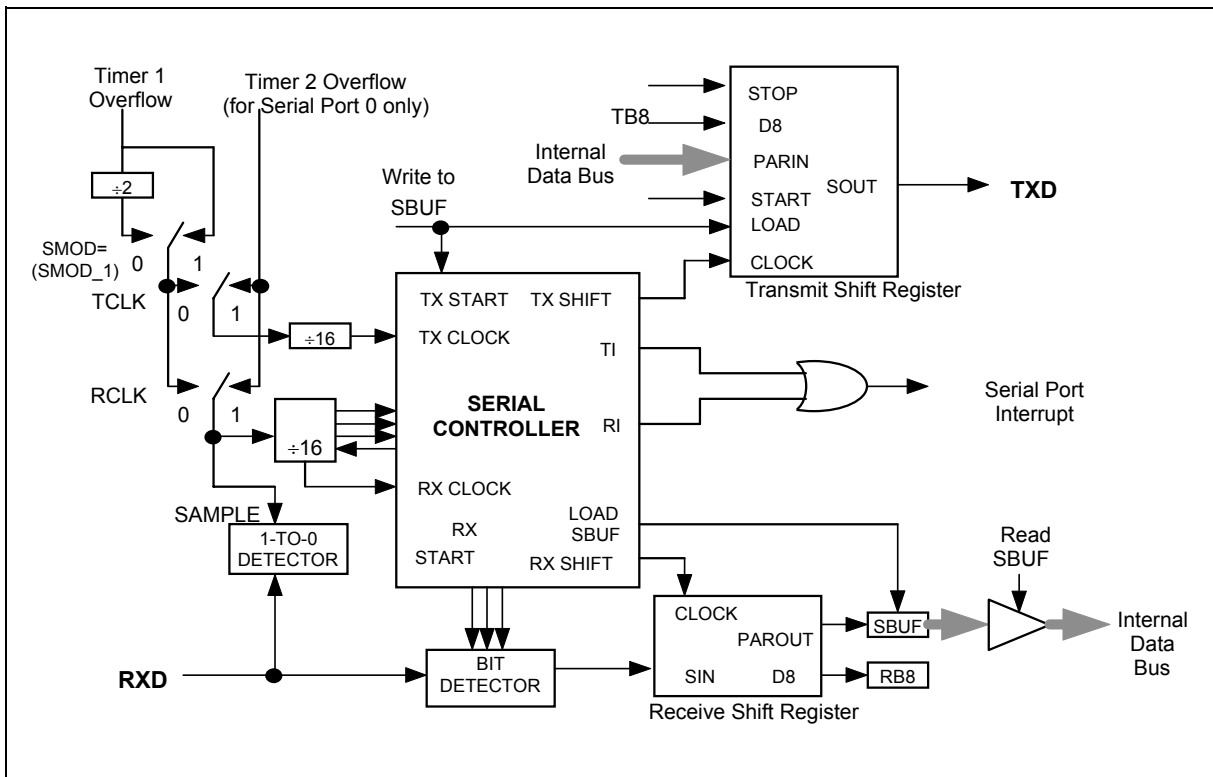 Timer 1
Overflow
Timer 2 Overflow
(for Serial Port 0 only)
÷2
SMOD=
(SMOD_1)
0
1
TCLK
0
1
÷16
RCLK
0
1
÷16
SAMPLE
1-TO-0
DETECTOR
RXD
BIT
DETECTOR
Write to
SBUF
TX START
TX SHIFT
TX CLOCK
TI
SERIAL
CONTROLLER
RI
RX CLOCK
LOAD
SBUF
RX
START
RX SHIFT
TB8
Internal
Data Bus
STOP
D8
PARIN
SOUT
START
LOAD
CLOCK
Transmit Shift Register
TXD
Serial Port
Interrupt
CLOCK
PAROUT
SIN
D8
Receive Shift Register
SBUF
RB8
Read
SBUF
Internal
Data
Bus